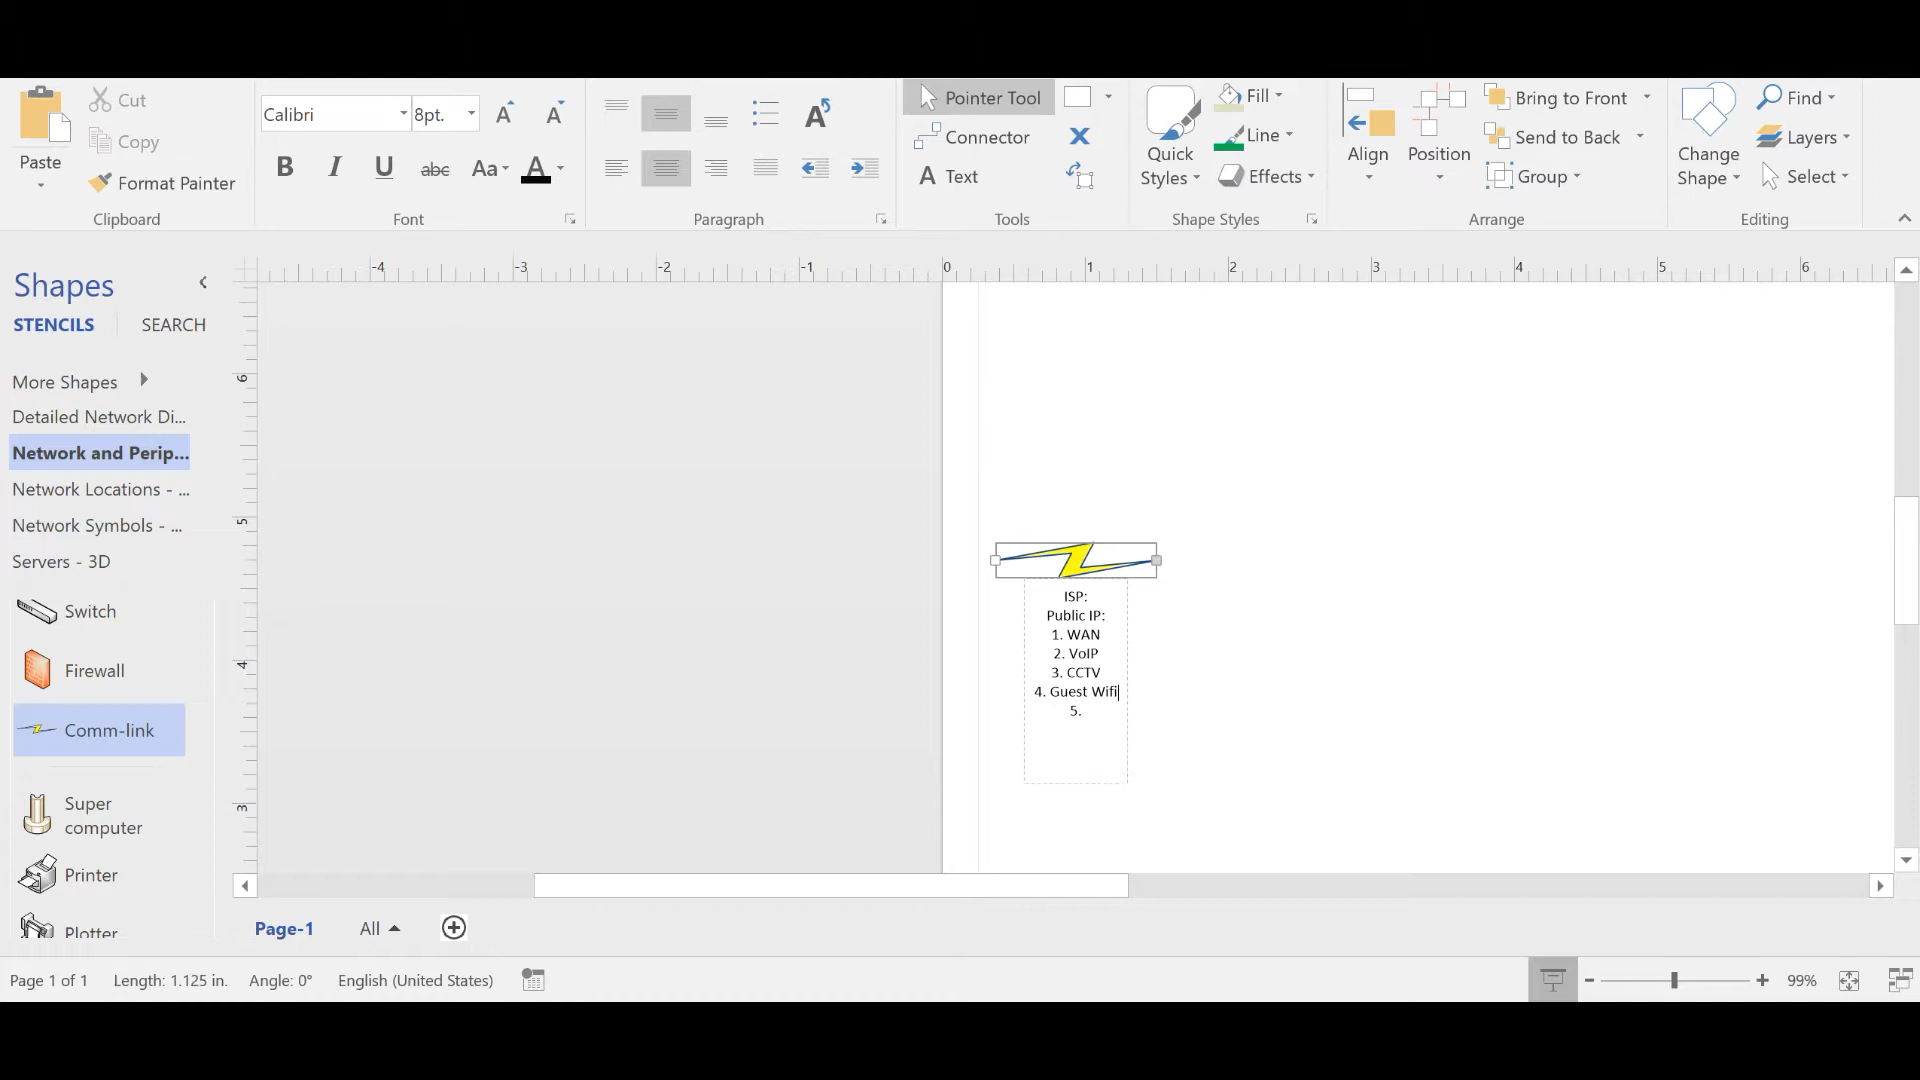 Paste
Cut
Copy
Format Painter
Clipboard
Calibri
8pt.
A A
B I U abc Aa A
Font
A
Paragraph
Pointer Tool
Connector
A Text
Tools
Quick
Styles
Fill
Line
Effects
Shape Styles
Align
Position
Bring to Front
Send to Back
Group
Arrange
Change
Shape
Find
Layers
Select
Editing
Shapes
STENCILS
SEARCH
More Shapes
Detailed Network Di...
Network and Perip...
Network Locations - ...
Network Symbols - ...
Servers - 3D
Switch
Firewall
Comm-link
Super
computer
Printer
Plotter
-4 -3 -2 -1 0 1 2 3 4 5 6
6
5
4
3
ISP:
Public IP:
1. WAN
2. VoIP
3. CCTV
4. Guest Wifi
5.
Page-1
All
Page 1 of 1
Length: 1.125 in.
Angle: 0°
English (United States)
99%